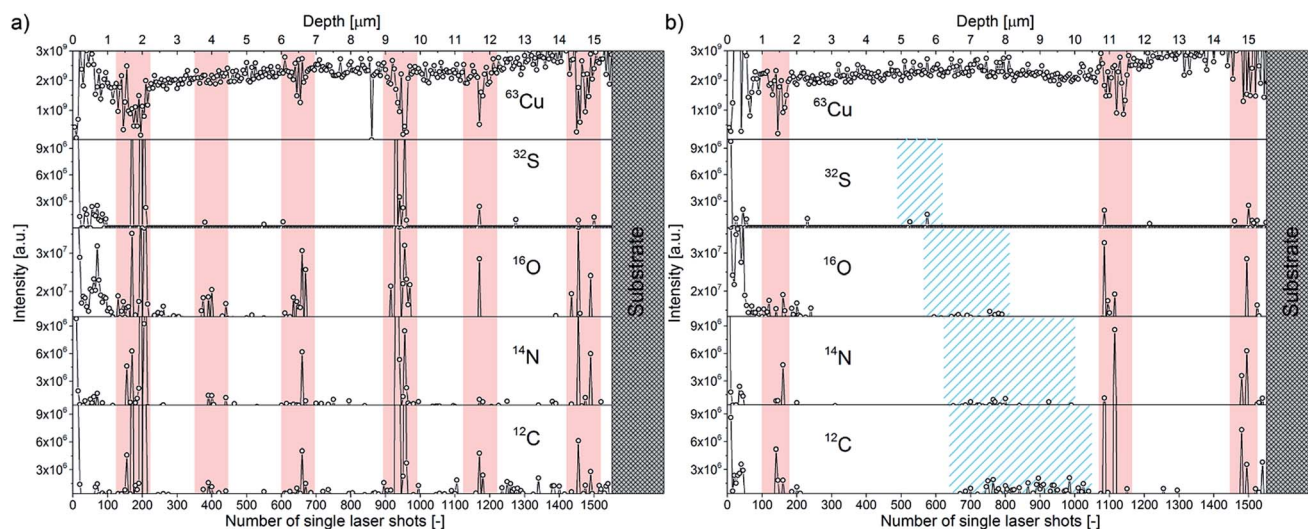 a)
Depth [μm]
0 1 2 3 4 5 6 7 8 9 10 11 12 13 14 15
3x10⁹
2x10⁹
1x10⁹
⁶³Cu
9x10⁶
6x10⁶
3x10⁶
³²S
3x10⁷
2x10⁷
¹⁶O
9x10⁶
6x10⁶
3x10⁶
¹⁴N
9x10⁶
6x10⁶
3x10⁶
¹²C
Intensity [a.u.]
Substrate
0 100 200 300 400 500 600 700 800 900 1000 1100 1200 1300 1400 1500
Number of single laser shots [-]
b)
Depth [μm]
0 1 2 3 4 5 6 7 8 9 10 11 12 13 14 15
3x10⁹
2x10⁹
1x10⁹
⁶³Cu
9x10⁶
6x10⁶
3x10⁶
³²S
3x10⁷
2x10⁷
¹⁶O
9x10⁶
6x10⁶
3x10⁶
¹⁴N
9x10⁶
6x10⁶
3x10⁶
¹²C
Intensity [a.u.]
Substrate
0 100 200 300 400 500 600 700 800 900 1000 1100 1200 1300 1400 1500
Number of single laser shots [-]